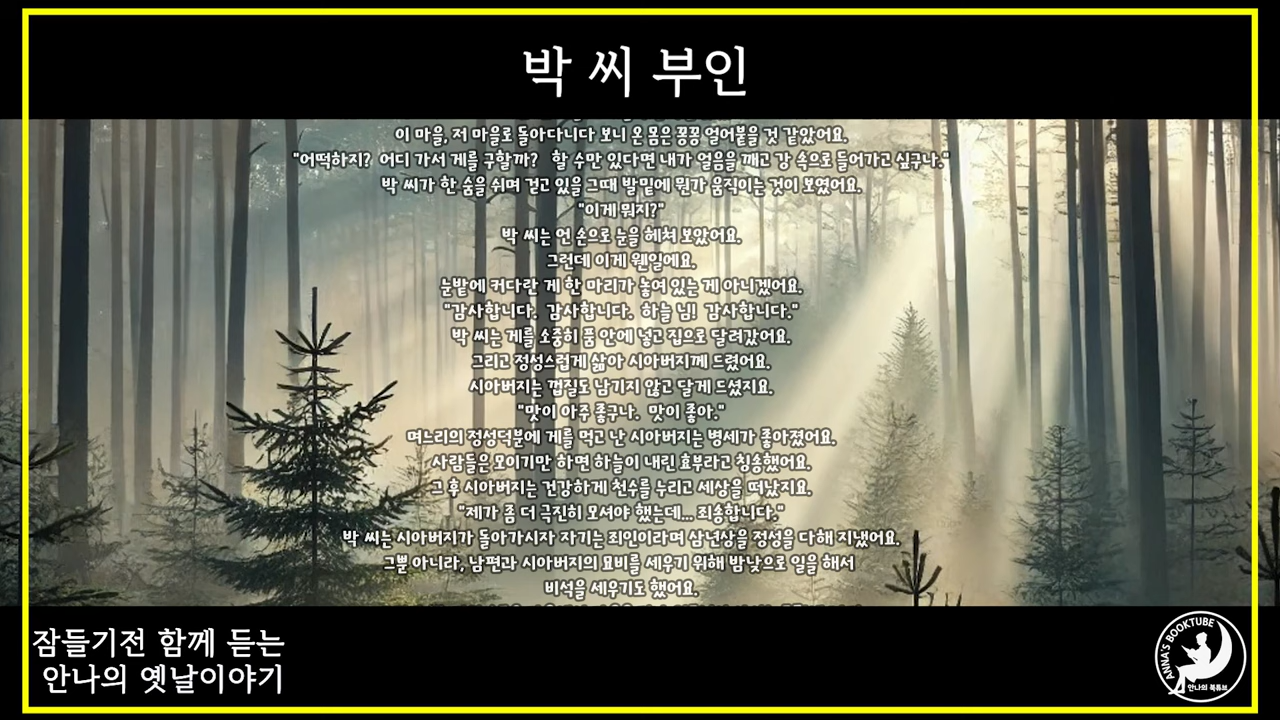 박 씨 부인
이 마을, 저 마을로 돌아다니다 보니 온 몸은 꽁꽁 얼어붙을 것 같았어요.
"어떡하지? 어디 가서 게를 구할까? 할 수만 있다면 내가 얼음을 깨고 강 속으로 들어가고 싶구나."
박 씨가 한 숨을 쉬며 걷고 있을 그때 발밑에 뭔가 움직이는 것이 보였어요.
"이게 뭐지?"
박 씨는 언 손으로 눈을 헤쳐 보았어요.
그런데 이게 웬일에요.
눈밭에 커다란 게 한 마리가 놓여 있는 게 아니겠어요.
"감사합니다. 감사합니다. 하늘 님! 감사합니다."
박 씨는 게를 소중히 품 안에 넣고 집으로 달려갔어요.
그리고 정성스럽게 삶아 시아버지께 드렸어요.
시아버지는 껍질도 남기지 않고 달게 드셨지요.
"맛이 아주 좋구나. 맛이 좋아."
며느리의 정성덕분에 게를 먹고 난 시아버지는 병세가 좋아졌어요.
사람들은 모이기만 하면 하늘이 내린 효부라고 칭송했어요.
그 후 시아버지는 건강하게 천수를 누리고 세상을 떠났지요.
"제가 좀 더 극진히 모셔야 했는데... 죄송합니다."
박 씨는 시아버지가 돌아가시자 자기는 죄인이라며 삼년상을 정성을 다해 지냈어요.
그뿐 아니라, 남편과 시아버지의 묘비를 세우기 위해 밤낮으로 일을 해서
비석을 세우기도 했어요.
잠들기전 함께 듣는
안나의 옛날이야기
ANNA'S BOOKTUBE
안나의 북튜브